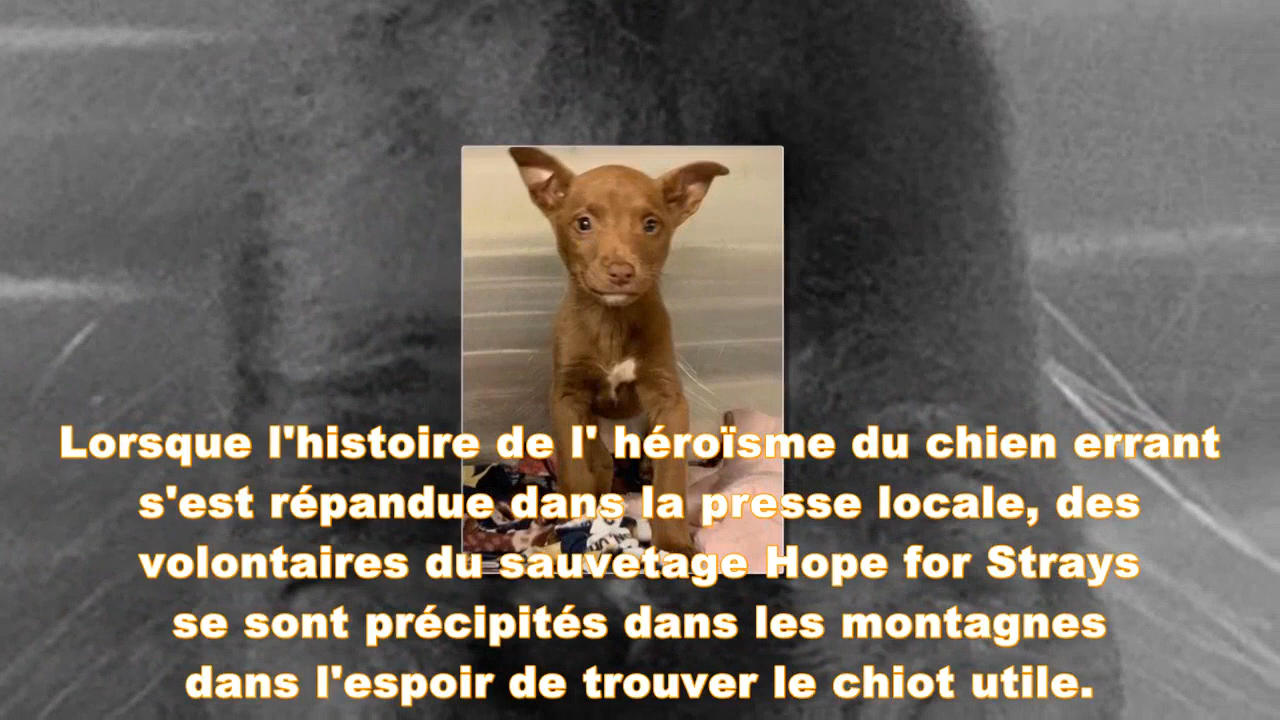 Lorsque l'histoire de l' héroïsme du chien errant
s'est répandue dans la presse locale, des
volontaires du sauvetage Hope for Strays
se sont précipités dans les montagnes
dans l'espoir de trouver le chiot utile.